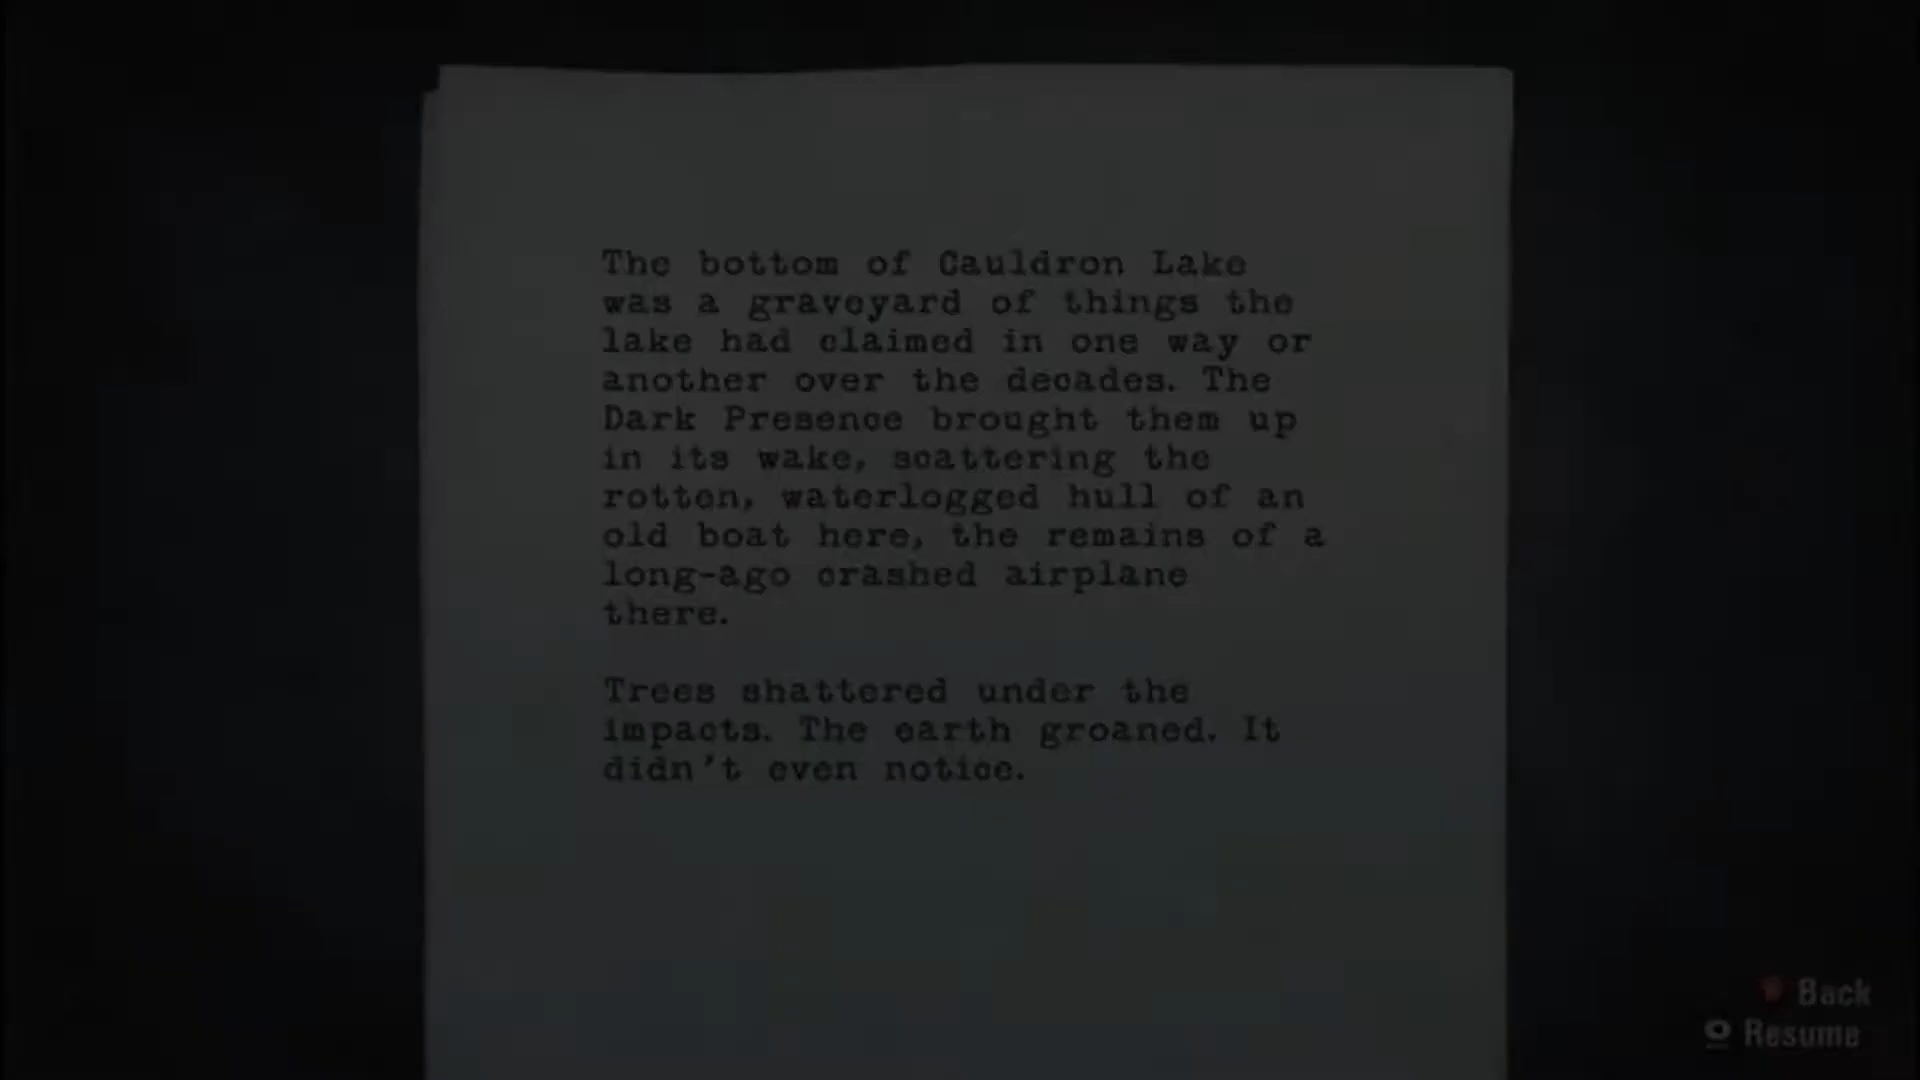 The bottom of Cauldron Lake
was a graveyard of things the
lake had claimed in one way or
another over the decades. The
Dark Presence brought them up
in its wake, scattering the
rotten, waterlogged hull of an
old boat here, the remains of a
long-ago crashed airplane
there.
Trees shattered under the
impacts. The earth groaned. It
didn't even notice.
Back
Resume